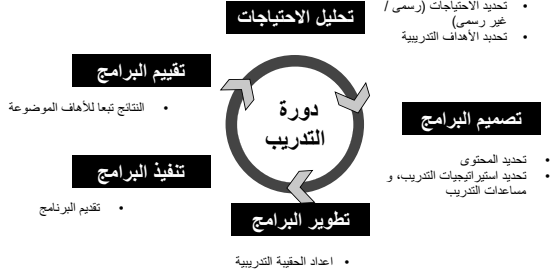 تحليل الاحتياجات
• تحديد الاحتياجات (رسمى /
غير رسمى)
• تحديد الأهداف التدريبية
تصميم البرامج
• تحديد المحتوى
• تحديد استيراتيجيات التدريب، و
مساعدات التدريب
تطوير البرامج
• اعداد الحقيبة التدريبية
تنفيذ البرامج
• تقديم البرنامج
تقييم البرامج
• النتائج تبعا للأهاف الموضوعة
دورة
التدريب